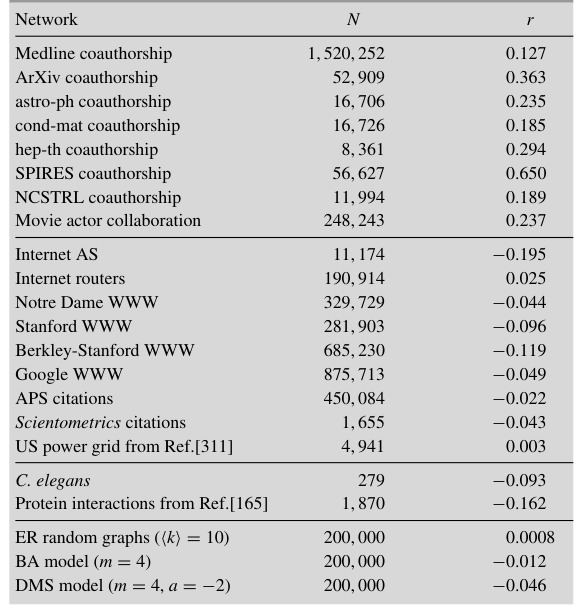 Network N r
Medline coauthorship 1,520,252 0.127
ArXiv coauthorship 52,909 0.363
astro-ph coauthorship 16,706 0.235
cond-mat coauthorship 16,726 0.185
hep-th coauthorship 8,361 0.294
SPIRES coauthorship 56,627 0.650
NCSTRL coauthorship 11,994 0.189
Movie actor collaboration 248,243 0.237
Internet AS 11,174 −0.195
Internet routers 190,914 0.025
Notre Dame WWW 329,729 −0.044
Stanford WWW 281,903 −0.096
Berkley-Stanford WWW 685,230 −0.119
Google WWW 875,713 −0.049
APS citations 450,084 −0.022
Scientometrics citations 1,655 −0.043
US power grid from Ref.[311] 4,941 0.003
C. elegans 279 −0.093
Protein interactions from Ref.[165] 1,870 −0.162
ER random graphs (⟨k⟩ = 10) 200,000 0.0008
BA model (m = 4) 200,000 −0.012
DMS model (m = 4, a = −2) 200,000 −0.046